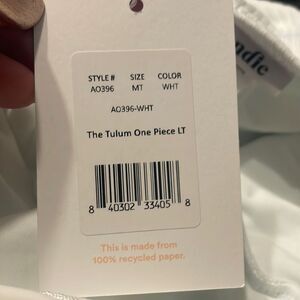 STYLE # SIZE COLOR
AO396 MT WHT
AO396-WHT
The Tulum One Piece LT
8 40302 33405 8
This is made from
100% recycled paper.